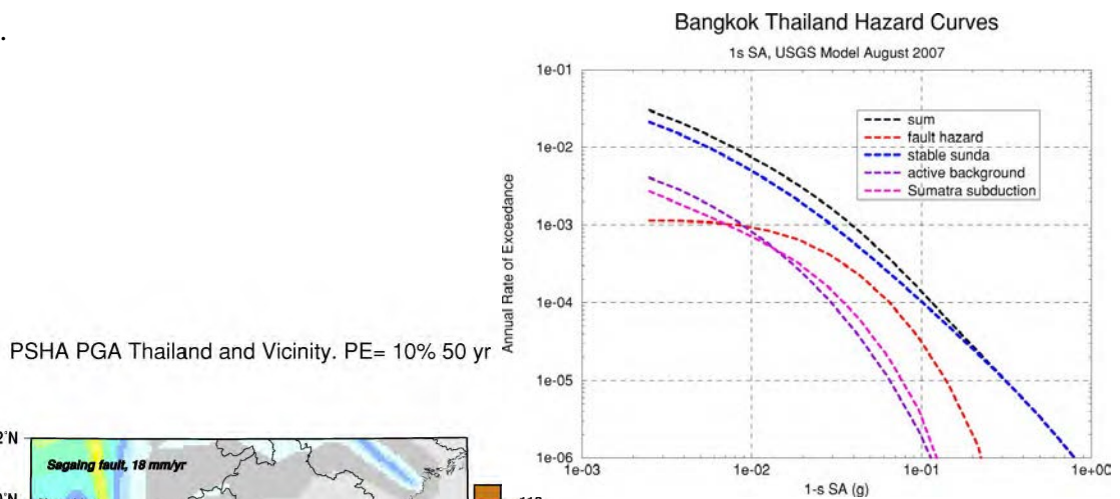 .
Bangkok Thailand Hazard Curves
1s SA, USGS Model August 2007
1e-01
1e-02
1e-03
1e-04
1e-05
1e-06
Annual Rate of Exceedance
sum
fault hazard
stable sunda
active background
Sumatra subduction
1e-03
1e-02
1e-01
1e+00
1-s SA (g)
PSHA PGA Thailand and Vicinity. PE= 10% 50 yr
2°N
Sagaing fault, 18 mm/yr